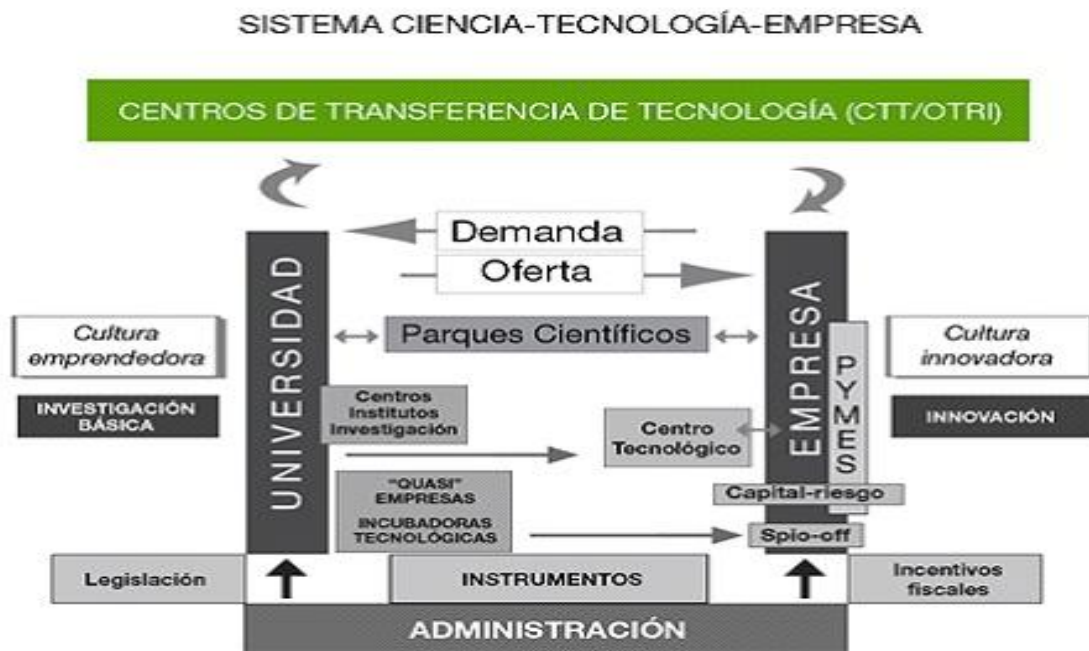 SISTEMA CIENCIA-TECNOLOGÍA-EMPRESA
CENTROS DE TRANSFERENCIA DE TECNOLOGÍA (CTT/OTRI)
Demanda
Oferta
UNIVERSIDAD
EMPRESA
PYMES
Parques Científicos
Cultura
emprendedora
Cultura
innovadora
INVESTIGACIÓN
BÁSICA
INNOVACIÓN
Centros
Institutos
Investigación
Centro
Tecnológico
"QUASI"
EMPRESAS
INCUBADORAS
TECNOLÓGICAS
Capital-riesgo
Spio-off
Legislación
INSTRUMENTOS
Incentivos
fiscales
ADMINISTRACIÓN